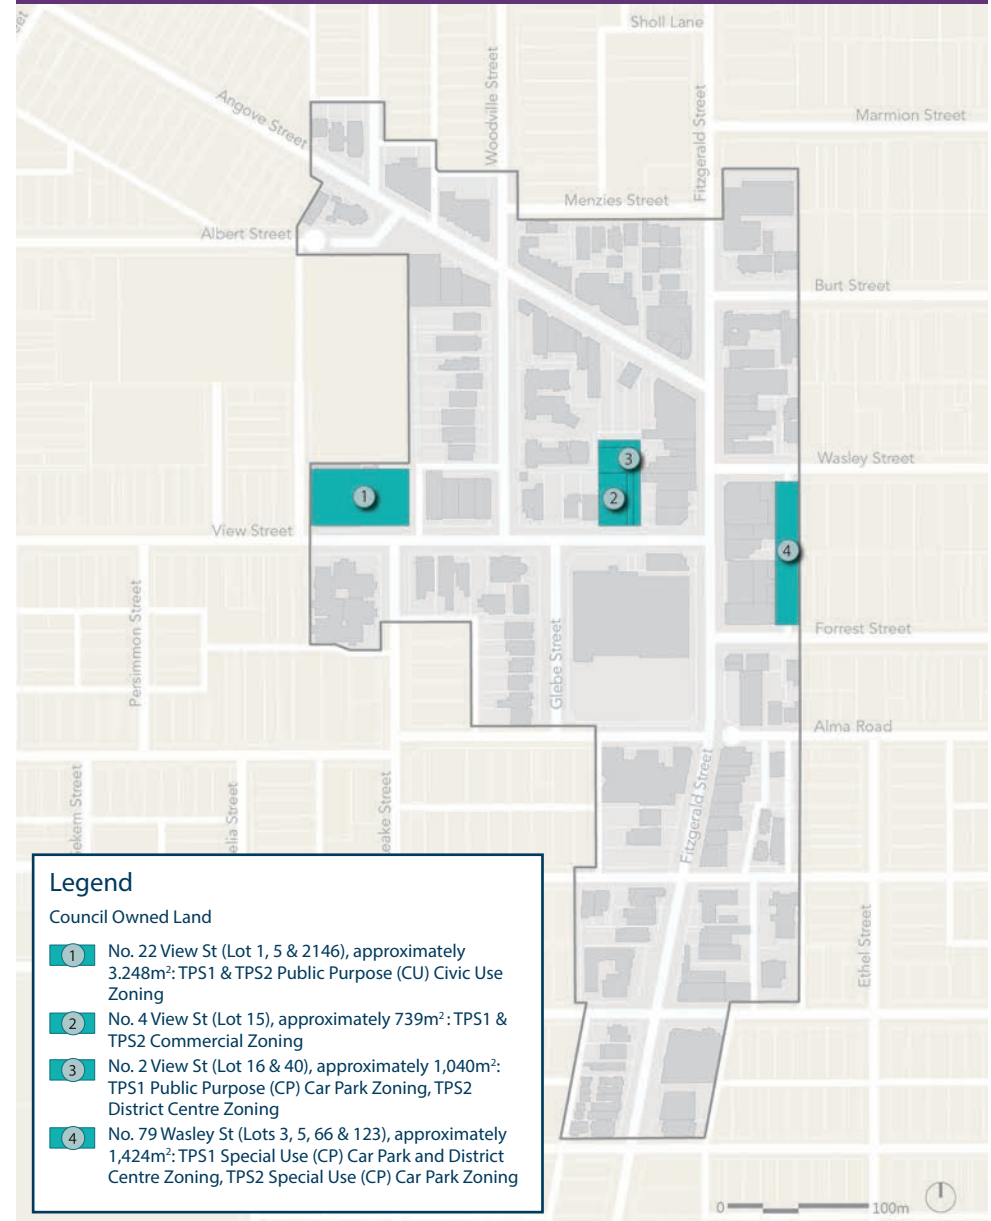 Sholl Lane
Angove Street
Woodville Street
Fitzgerald Street
Marmion Street
Menzies Street
Albert Street
Burt Street
3
Wasley Street
1
2
View Street
4
Persimmon Street
Glebe Street
Forrest Street
Alma Road
Fitzgerald Street
Ethel Street
Legend
Council Owned Land
1 No. 22 View St (Lot 1, 5 & 2146), approximately
3.248m²: TPS1 & TPS2 Public Purpose (CU) Civic Use
Zoning
2 No. 4 View St (Lot 15), approximately 739m²: TPS1 &
TPS2 Commercial Zoning
3 No. 2 View St (Lot 16 & 40), approximately 1,040m²:
TPS1 Public Purpose (CP) Car Park Zoning, TPS2
District Centre Zoning
4 No. 79 Wasley St (Lots 3, 5, 66 & 123), approximately
1,424m²: TPS1 Special Use (CP) Car Park and District
Centre Zoning, TPS2 Special Use (CP) Car Park Zoning
0 100m